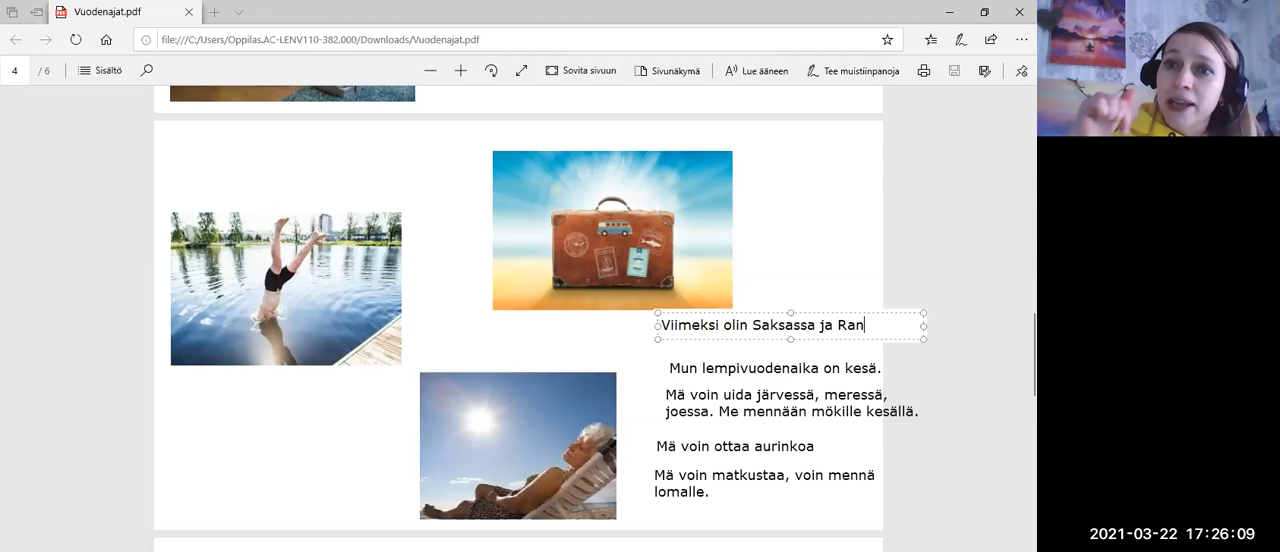 Vuodenajat.pdf
file:///C:/Users/Oppilas.AC-LENV110-382.000/Downloads/Vuodenajat.pdf
4 / 6
Sisältö
Sovita sivuun
Sivunäkymä
Lue ääneen
Tee muistiinpanoja
Viimeksi olin Saksassa ja Ran
Mun lempivuodenaika on kesä.
Mä voin uida järvessä, meressä,
joessa. Me mennään mökille kesällä.
Mä voin ottaa aurinkoa
Mä voin matkustaa, voin mennä
lomalle.
2021-03-22 17:26:09